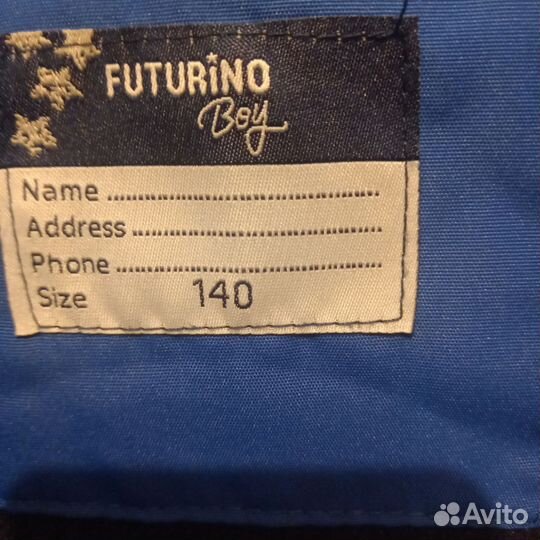 FUTURiNO
Boy
Name ........................................
Address ....................................
Phone .......................................
Size 140
Avito